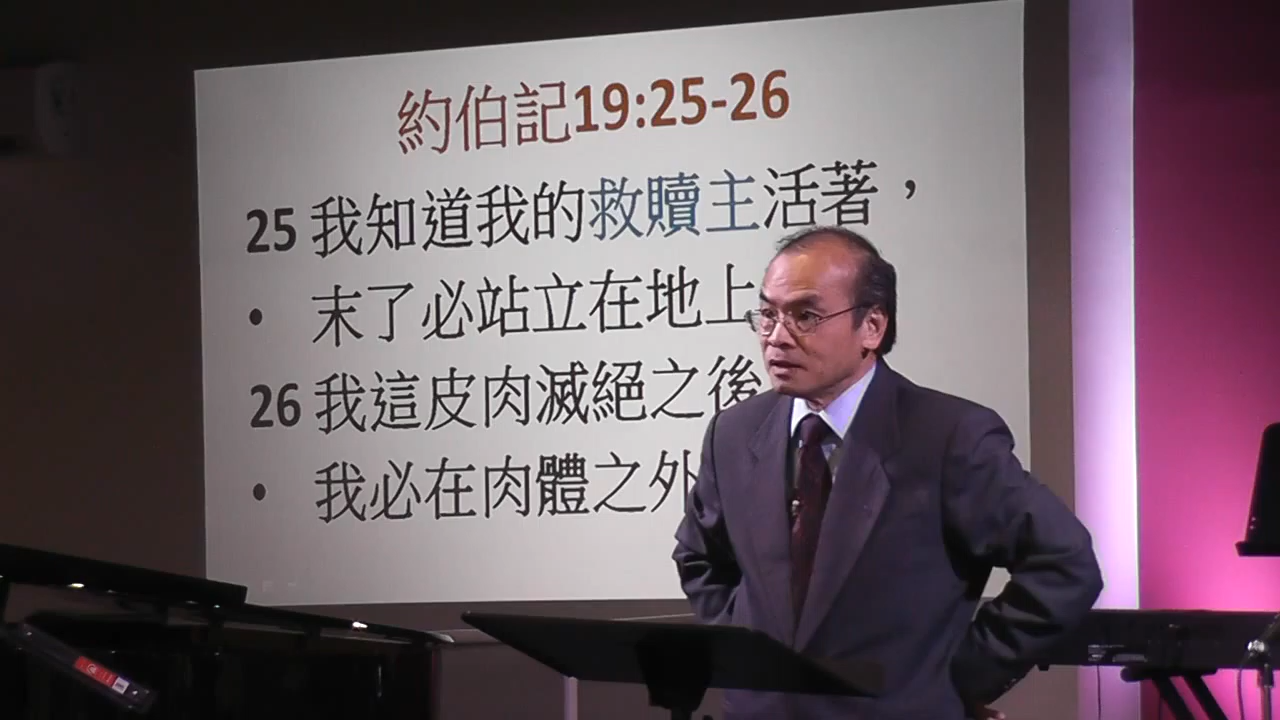 約伯記19:25-26
25 我知道我的救贖主活著，
• 末了必站立在地上
26 我這皮肉滅絕之後
• 我必在肉體之外